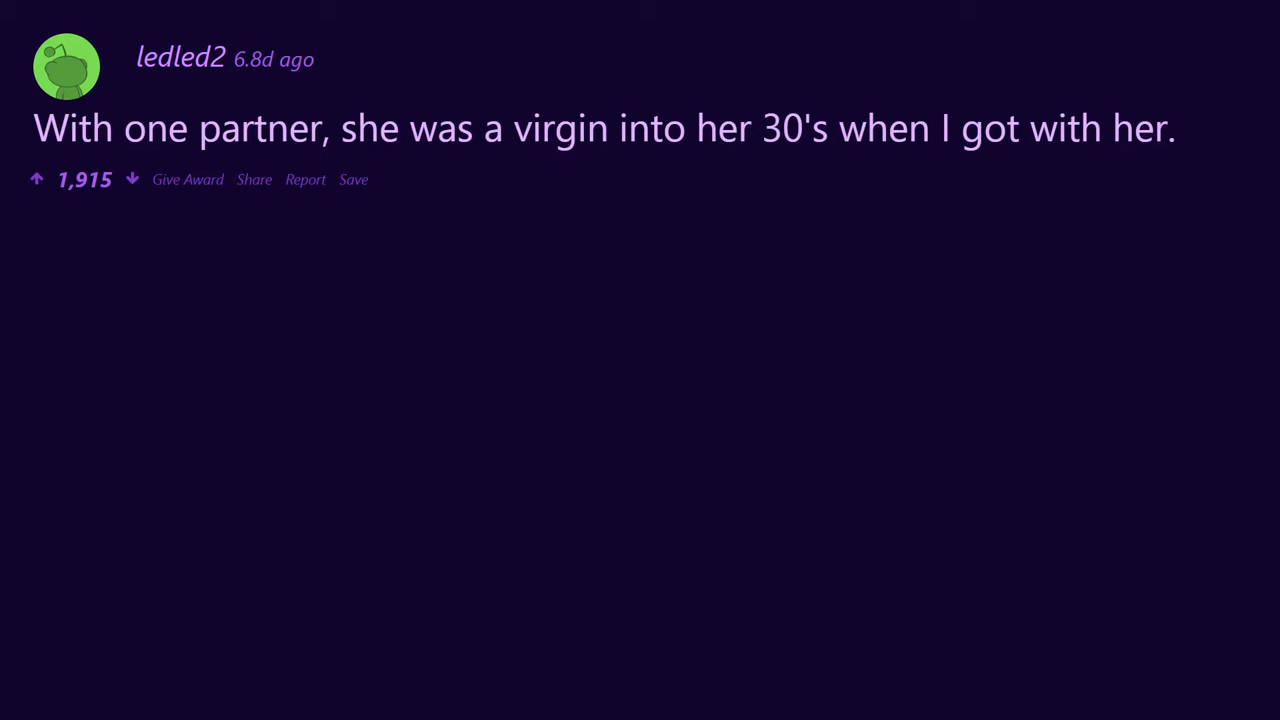 ledled2 6.8d ago
With one partner, she was a virgin into her 30's when I got with her.
1,915 Give Award Share Report Save